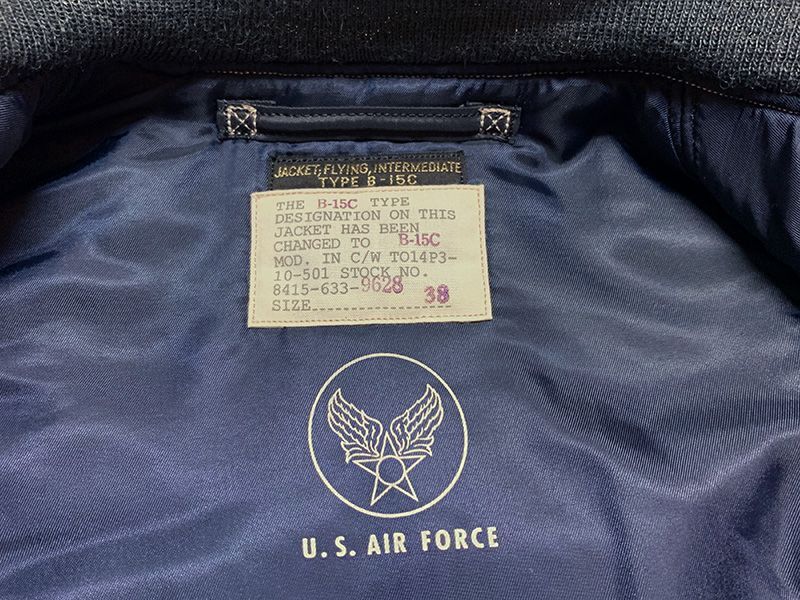 JACKET, FLYING, INTERMEDIATE
TYPE B-15C
THE B-15C TYPE
DESIGNATION ON THIS
JACKET HAS BEEN
CHANGED TO B-15C
MOD. IN C/W TO14P3-
10-501 STOCK NO.
8415-633-9628
SIZE 38
U.S. AIR FORCE